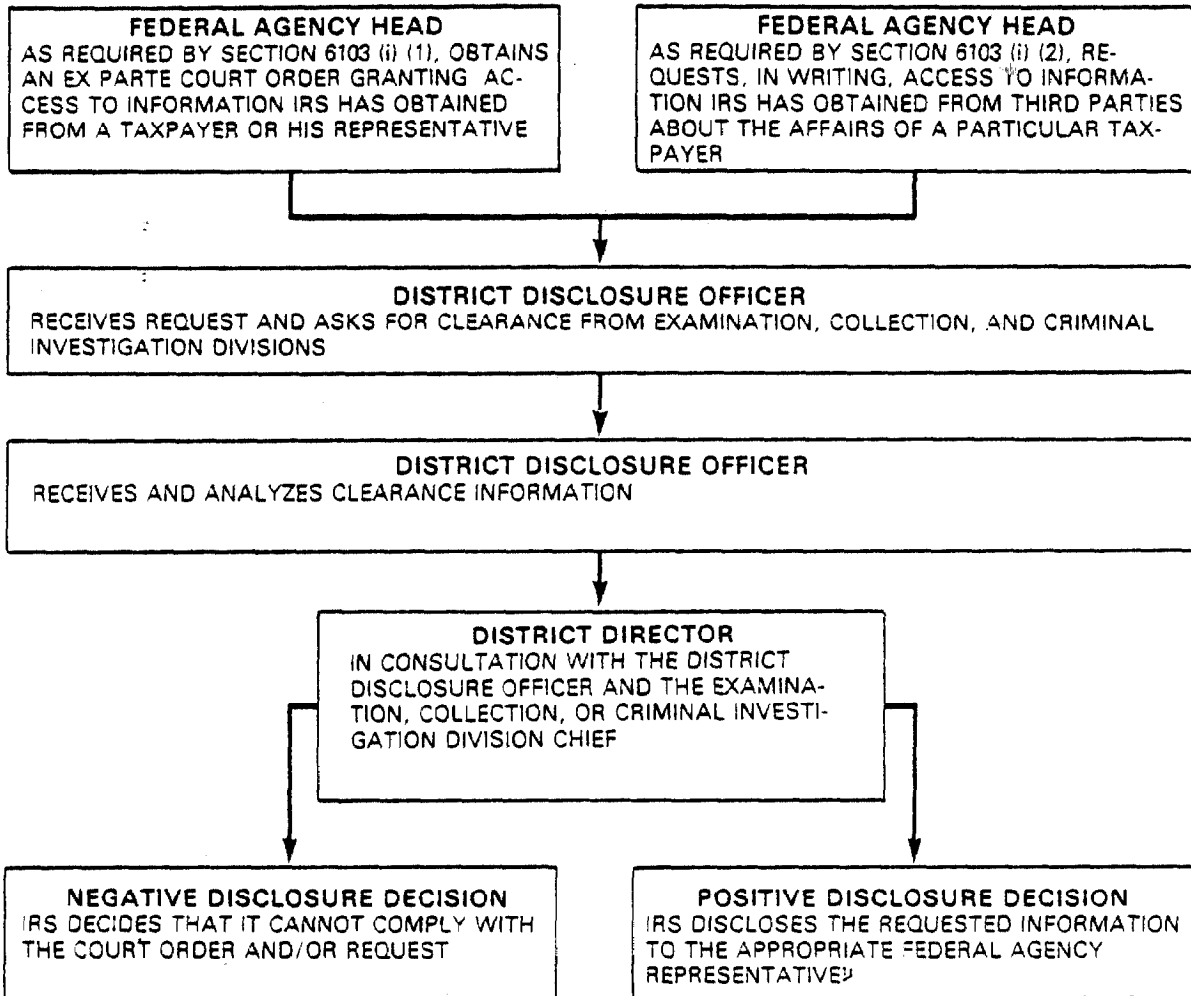 FEDERAL AGENCY HEAD
AS REQUIRED BY SECTION 6103 (i) (1), OBTAINS
AN EX PARTE COURT ORDER GRANTING ACCESS
CESS TO INFORMATION IRS HAS OBTAINED
FROM A TAXPAYER OR HIS REPRESENTATIVE
FEDERAL AGENCY HEAD
AS REQUIRED BY SECTION 6103 (i) (2), RE-
QUESTS, IN WRITING, ACCESS TO INFORMA-
TION IRS HAS OBTAINED FROM THIRD PARTIES
ABOUT THE AFFAIRS OF A PARTICULAR TAX-
PAYER
DISTRICT DISCLOSURE OFFICER
RECEIVES REQUEST AND ASKS FOR CLEARANCE FROM EXAMINATION, COLLECTION, AND CRIMINAL
INVESTIGATION DIVISIONS
DISTRICT DISCLOSURE OFFICER
RECEIVES AND ANALYZES CLEARANCE INFORMATION
DISTRICT DIRECTOR
IN CONSULTATION WITH THE DISTRICT
DISCLOSURE OFFICER AND THE EXAMINA-
TION, COLLECTION, OR CRIMINAL INVESTI-
GATION DIVISION CHIEF
NEGATIVE DISCLOSURE DECISION
IRS DECIDES THAT IT CANNOT COMPLY WITH
THE COURT ORDER AND/OR REQUEST
POSITIVE DISCLOSURE DECISION
IRS DISCLOSES THE REQUESTED INFORMATION
TO THE APPROPRIATE FEDERAL AGENCY
REPRESENTATIVE